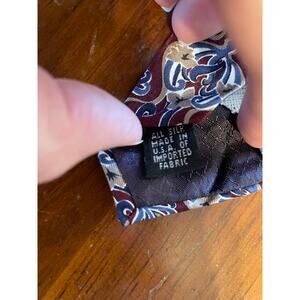 ALL SILK
MADE IN
U.S.A. OF
IMPORTED
FABRIC